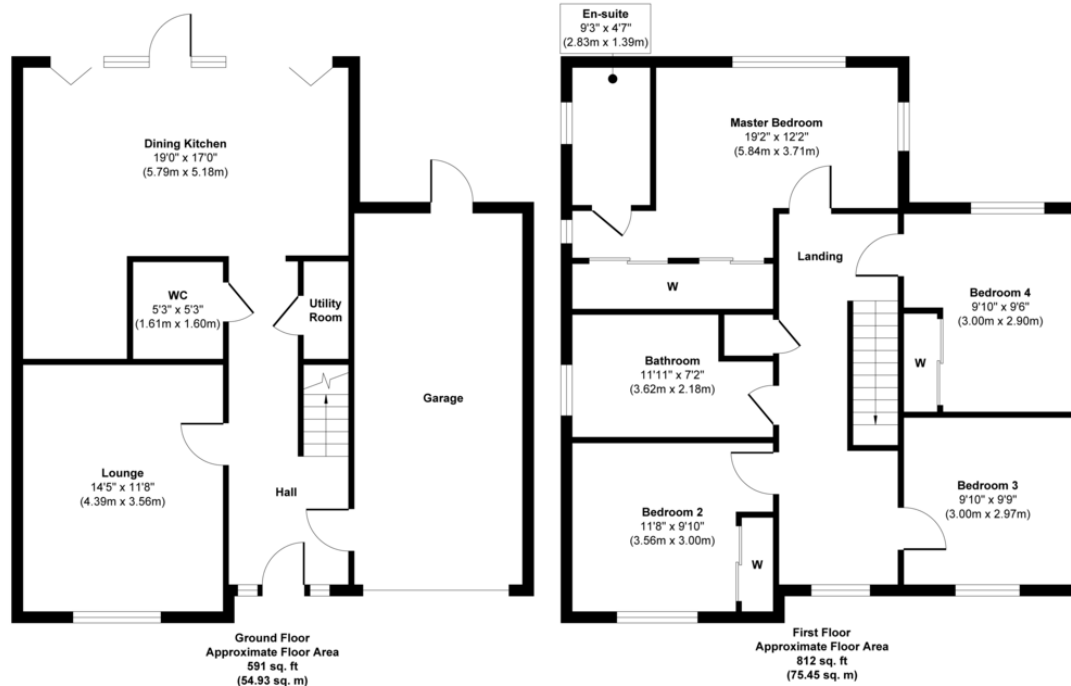 Dining Kitchen
19'0" x 17'0"
(5.79m x 5.18m)
WC
5'3" x 5'3"
(1.61m x 1.60m)
Utility
Room
Garage
Lounge
14'5" x 11'8"
(4.39m x 3.56m)
Hall
Ground Floor
Approximate Floor Area
591 sq. ft
(54.93 sq. m)
En-suite
9'3" x 4'7"
(2.83m x 1.39m)
Master Bedroom
19'2" x 12'2"
(5.84m x 3.71m)
Landing
W
Bedroom 4
9'10" x 9'6"
(3.00m x 2.90m)
W
Bathroom
11'11" x 7'2"
(3.62m x 2.18m)
Bedroom 2
11'8" x 9'10"
(3.56m x 3.00m)
W
Bedroom 3
9'10" x 9'9"
(3.00m x 2.97m)
First Floor
Approximate Floor Area
812 sq. ft
(75.45 sq. m)